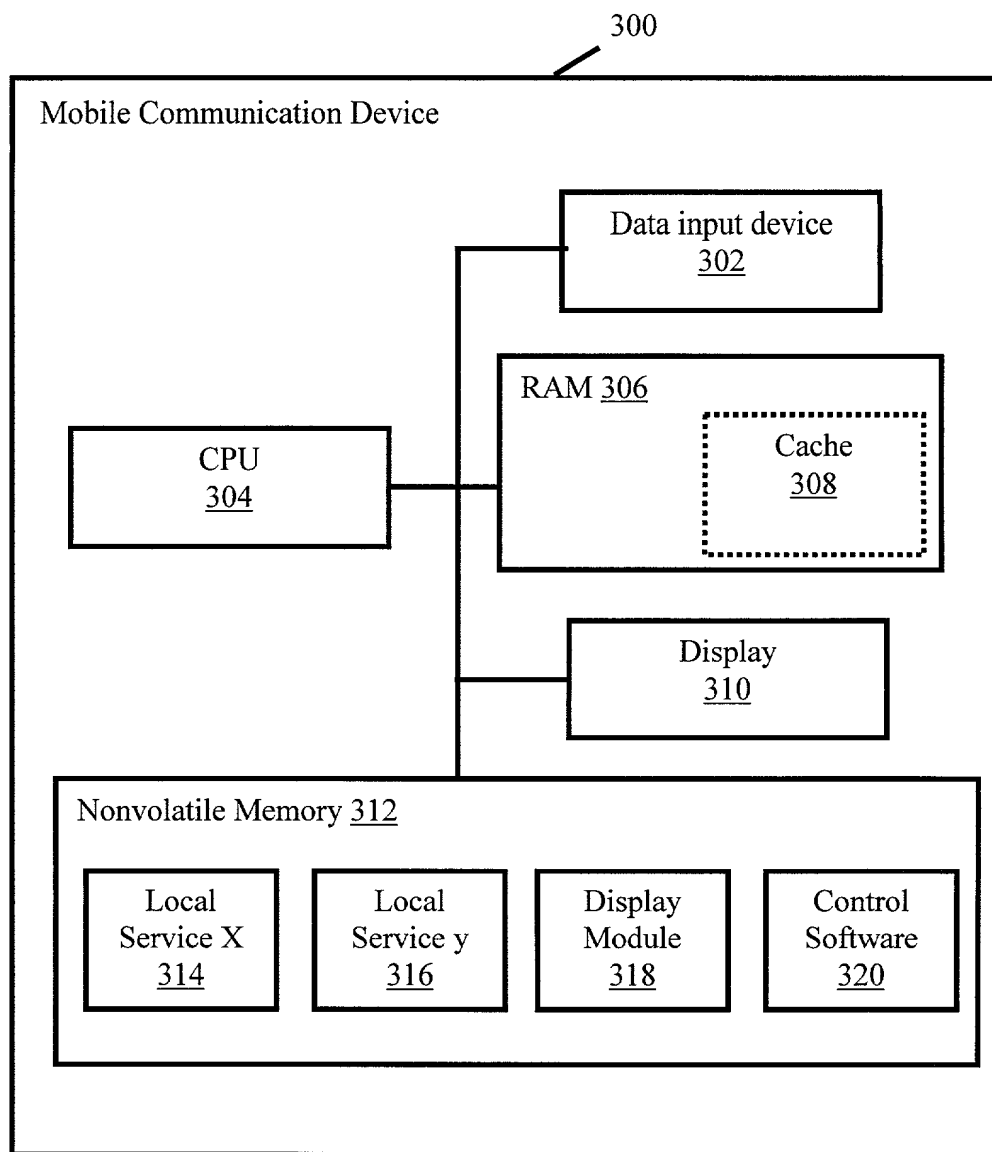 300
Mobile Communication Device
Data input device
302
RAM 306
Cache
308
CPU
304
Display
310
Nonvolatile Memory 312
Local
Service X
314
Local
Service y
316
Display
Module
318
Control
Software
320